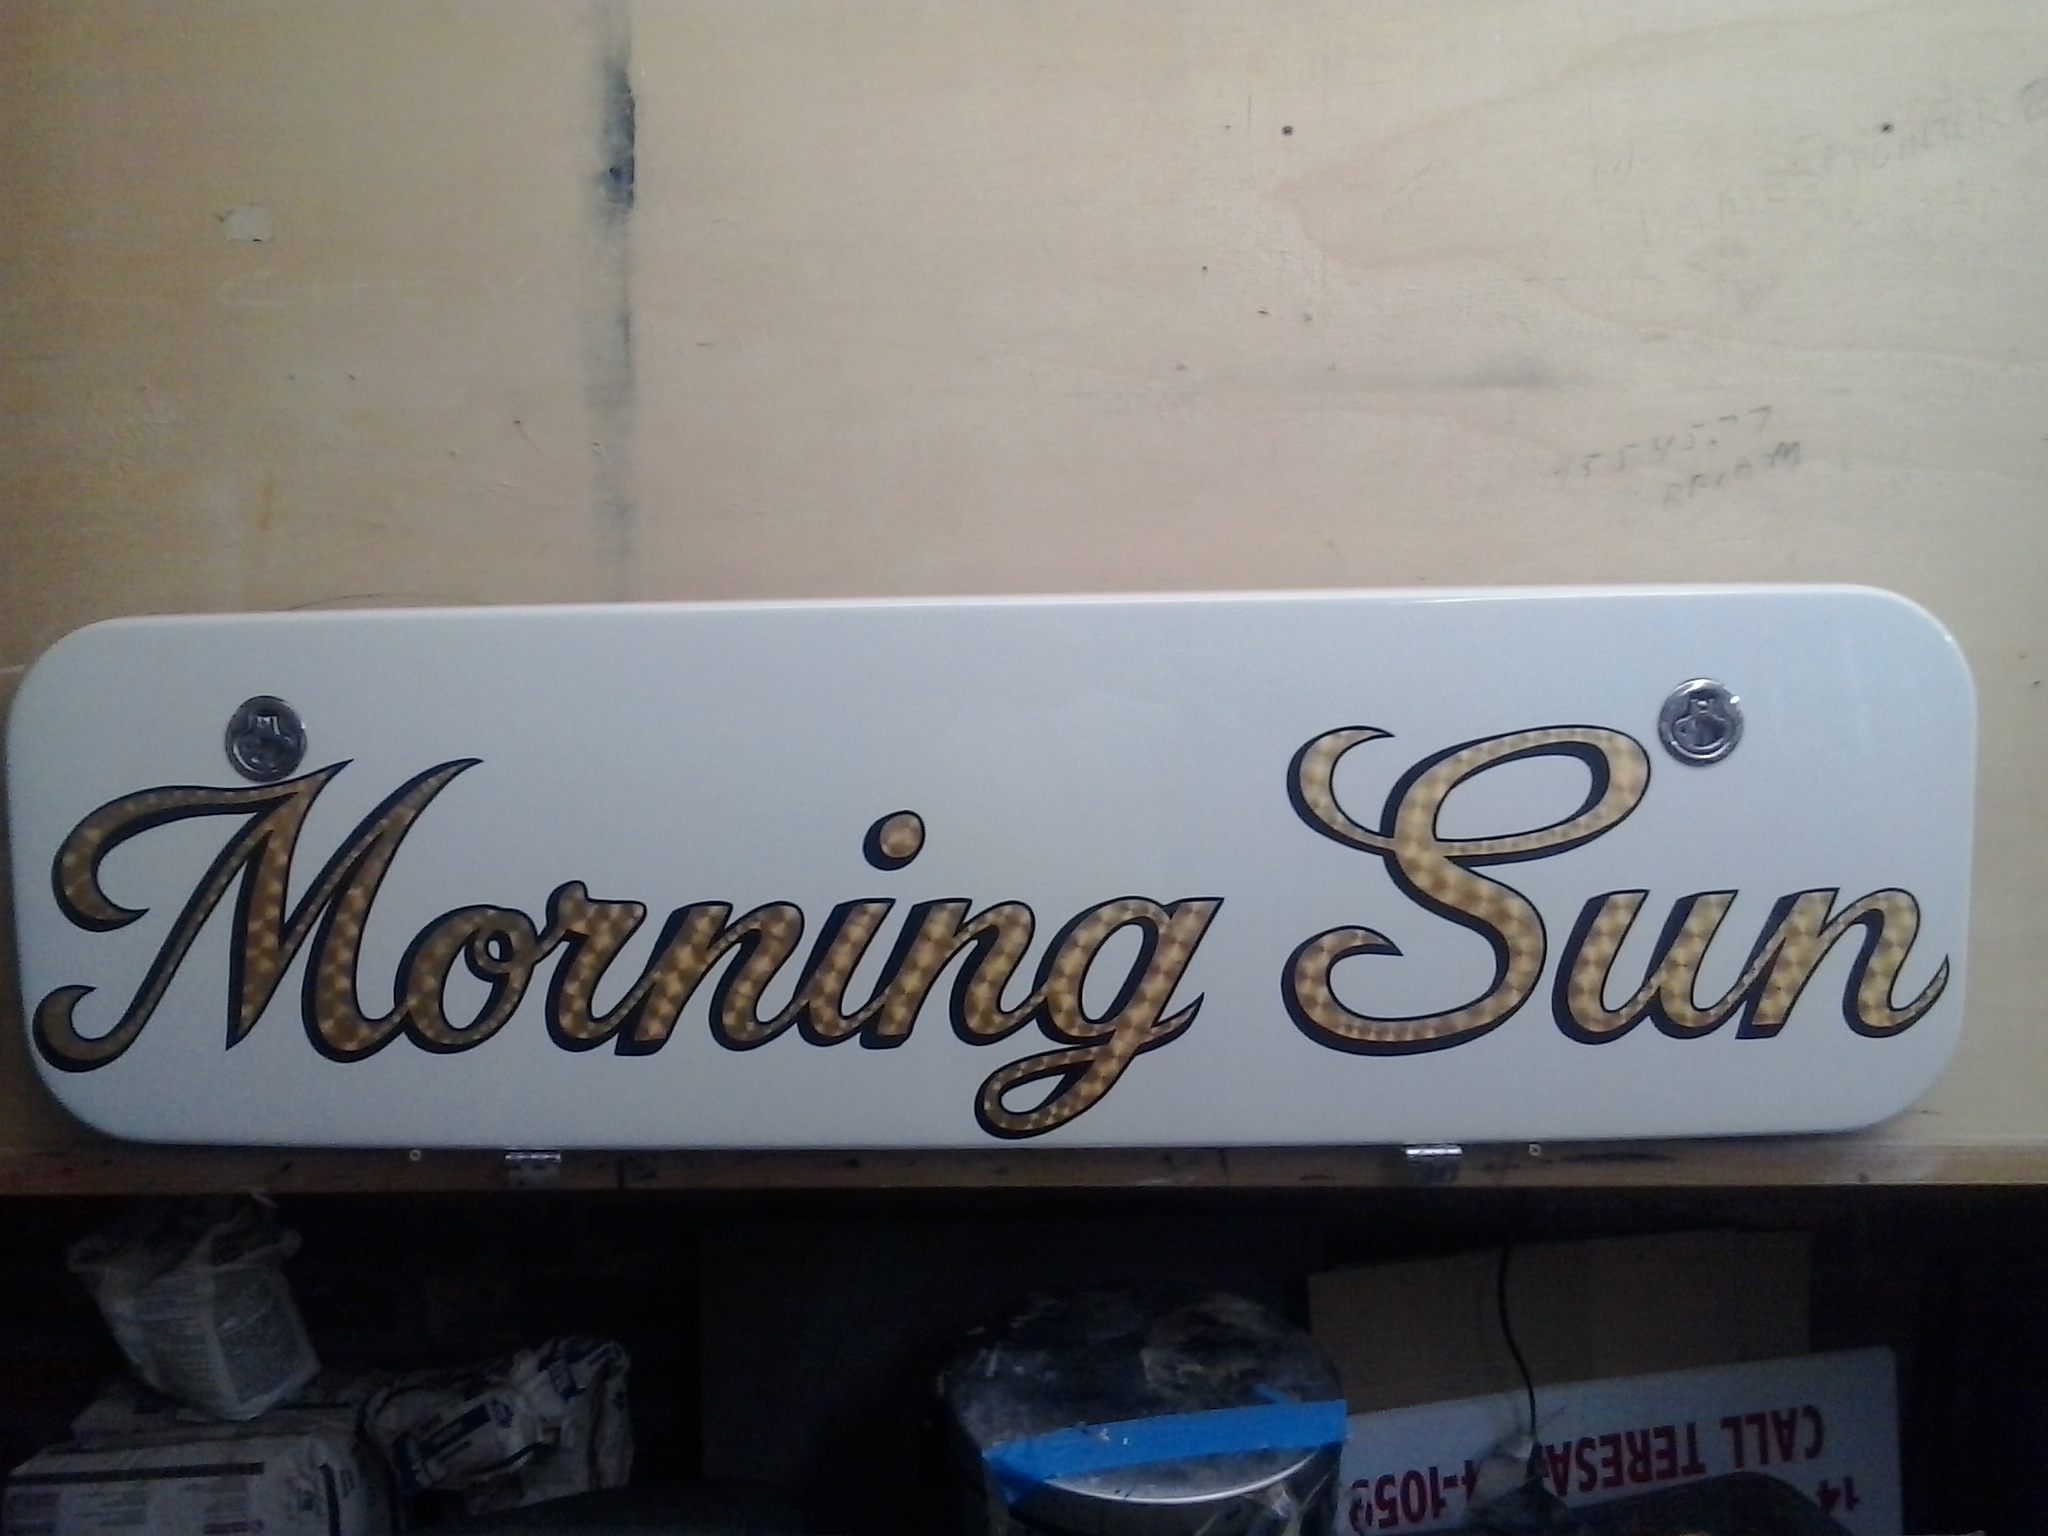 Morning Sun
CALL TERESA